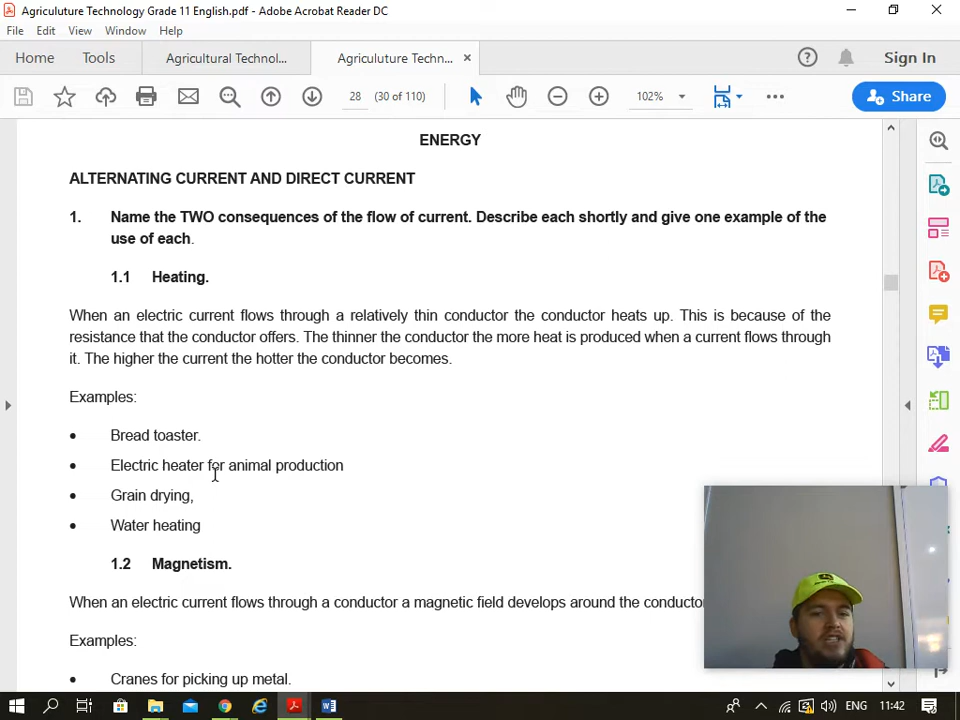 Agriculuture Technology Grade 11 English.pdf - Adobe Acrobat Reader DC
File Edit View Window Help
Home Tools Agricultural Technol... Agriculuture Techn... Sign In
28 (30 of 110) 102% Share
ENERGY
ALTERNATING CURRENT AND DIRECT CURRENT
1. Name the TWO consequences of the flow of current. Describe each shortly and give one example of the
use of each.
1.1 Heating.
When an electric current flows through a relatively thin conductor the conductor heats up. This is because of the
resistance that the conductor offers. The thinner the conductor the more heat is produced when a current flows through
it. The higher the current the hotter the conductor becomes.
Examples:
• Bread toaster.
• Electric heater for animal production
• Grain drying,
• Water heating
1.2 Magnetism.
When an electric current flows through a conductor a magnetic field develops around the conductor
Examples:
• Cranes for picking up metal.
ENG 11:42